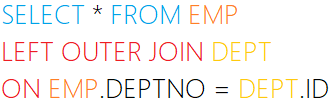 SELECT * FROM EMP
LEFT OUTER JOIN DEPT
ON EMP.DEPTNO = DEPT.ID